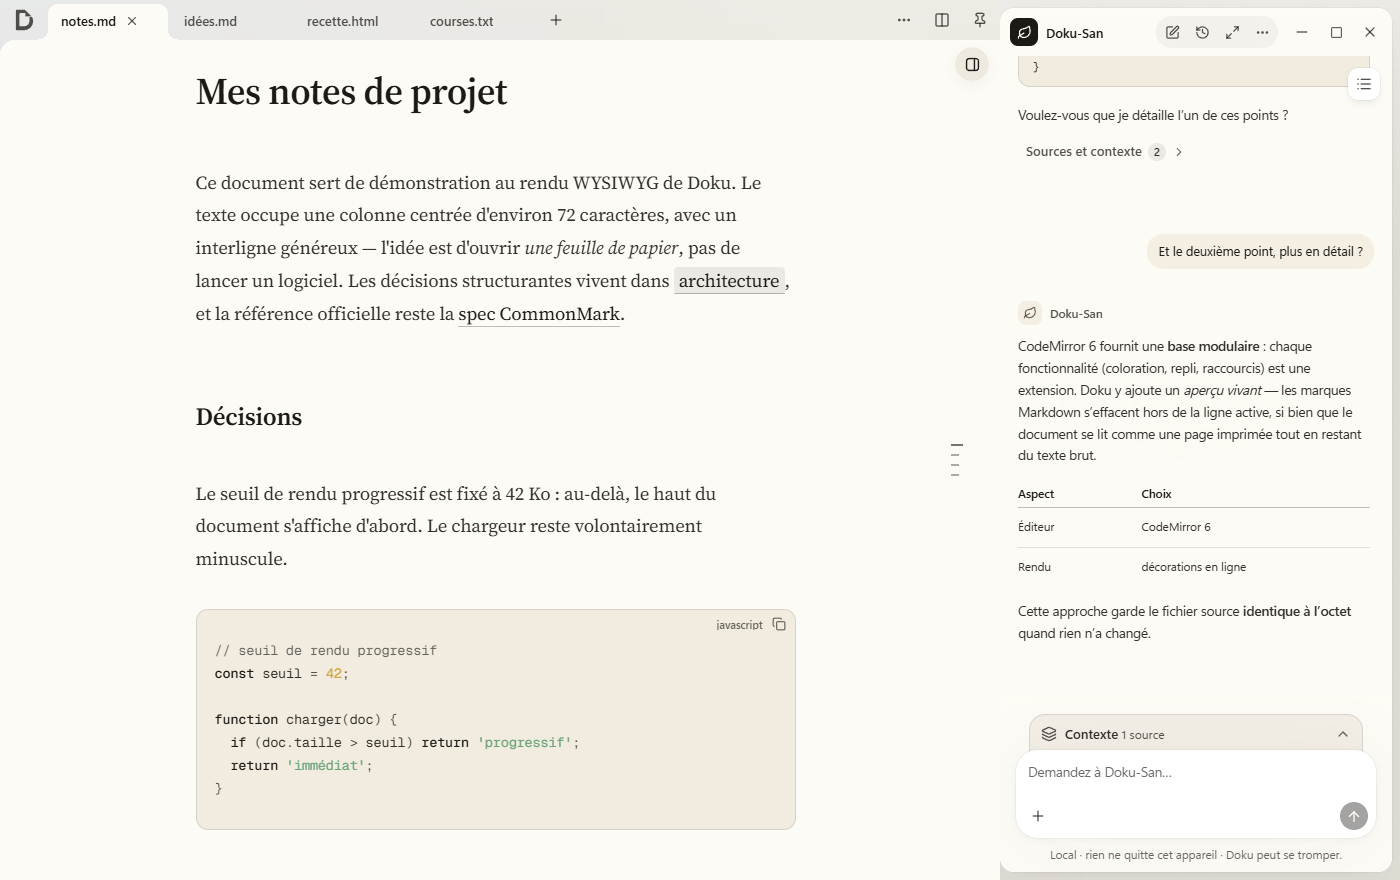 notes.md
idées.md
recette.html
courses.txt
Mes notes de projet
Ce document sert de démonstration au rendu WYSIWYG de Doku. Le
texte occupe une colonne centrée d'environ 72 caractères, avec un
interligne généreux — l'idée est d'ouvrir une feuille de papier, pas de
lancer un logiciel. Les décisions structurantes vivent dans architecture ,
et la référence officielle reste la spec CommonMark.
Décisions
Le seuil de rendu progressif est fixé à 42 Ko : au-delà, le haut du
document s'affiche d'abord. Le chargeur reste volontairement
minuscule.
javascript
// seuil de rendu progressif
const seuil = 42;
function charger(doc) {
  if (doc.taille > seuil) return 'progressif';
  return 'immédiat';
}
Doku-San
}
Voulez-vous que je détaille l’un de ces points ?
Sources et contexte 2
Et le deuxième point, plus en détail ?
Doku-San
CodeMirror 6 fournit une base modulaire : chaque
fonctionnalité (coloration, repli, raccourcis) est une
extension. Doku y ajoute un aperçu vivant — les marques
Markdown s’effacent hors de la ligne active, si bien que le
document se lit comme une page imprimée tout en restant
du texte brut.
Aspect Choix
Éditeur CodeMirror 6
Rendu décorations en ligne
Cette approche garde le fichier source identique à l’octet
quand rien n’a changé.
Contexte 1 source
Demandez à Doku-San…
Local · rien ne quitte cet appareil · Doku peut se tromper.